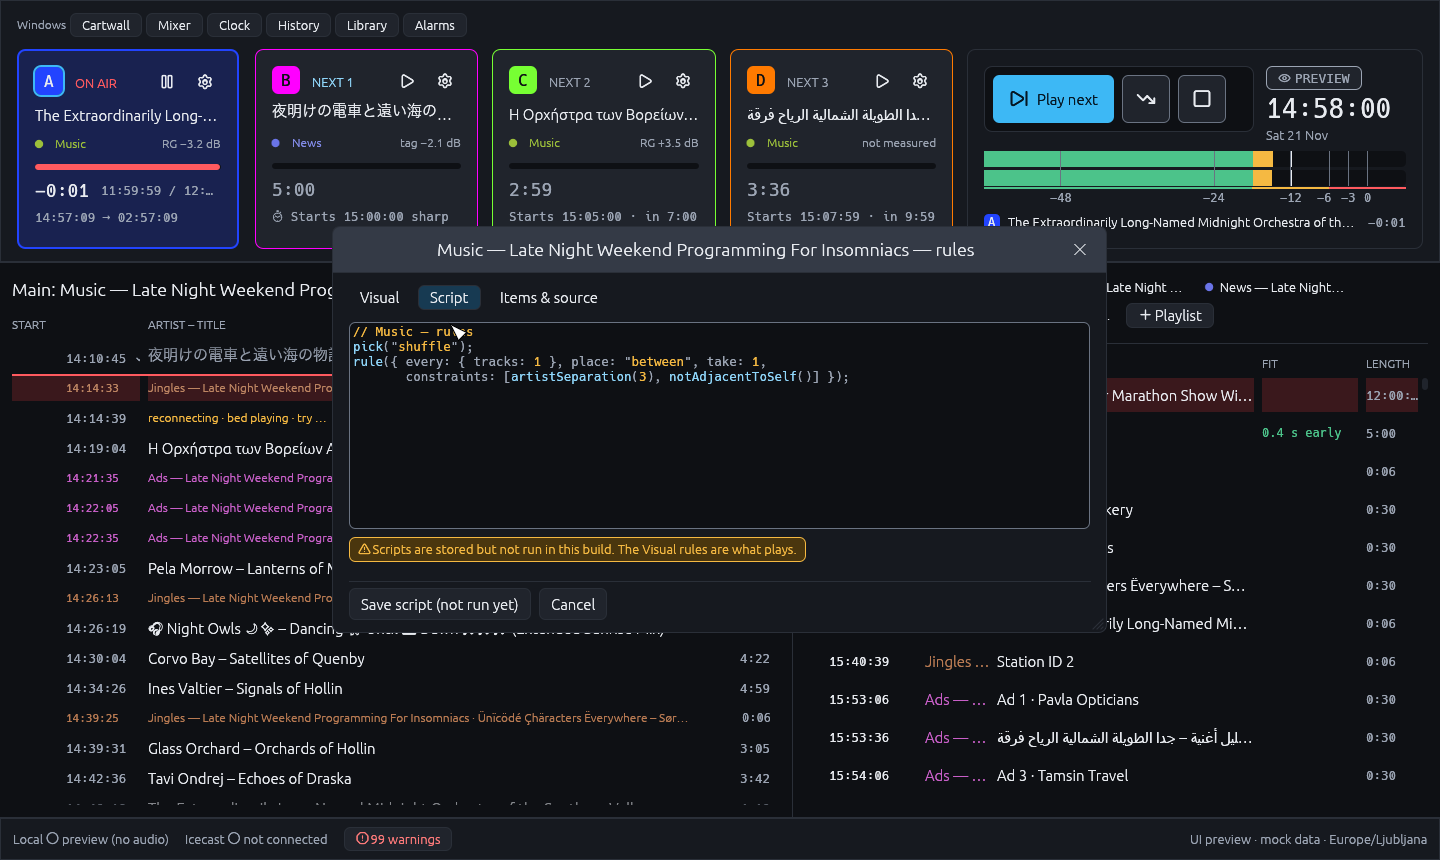 Windows Cartwall Mixer Clock History Library Alarms
A ON AIR
The Extraordinarily Long-…
Music RG −3.2 dB
−0:01 11:59:59 / 12:…
14:57:09 → 02:57:09
B NEXT 1
夜明けの電車と遠い海の…
News tag −2.1 dB
5:00
Starts 15:00:00 sharp
C NEXT 2
Η Ορχήστρα των Βορείων…
Music RG +3.5 dB
2:59
Starts 15:05:00 · in 7:00
D NEXT 3
جدا الطويلة الشمالية الرياح فرقة…
Music not measured
3:36
Starts 15:07:59 · in 9:59
Play next
PREVIEW
14:58:00
Sat 21 Nov
−48 −24 −12 −6 −3 0
A The Extraordinarily Long-Named Midnight Orchestra of th… −0:01
Main: Music — Late Night Weekend Prog
START ARTIST – TITLE
14:10:45 夜明けの電車と遠い海の物
14:14:33 Jingles — Late Night Weekend Pro
14:14:39 reconnecting · bed playing · try …
14:19:04 Η Ορχήστρα των Βορείων
14:21:35 Ads — Late Night Weekend Progra
14:22:05 Ads — Late Night Weekend Progra
14:22:35 Ads — Late Night Weekend Progra
14:23:05 Pela Morrow – Lanterns of
14:26:13 Jingles — Late Night Weekend Pro
14:26:19 🎧 Night Owls 🌙✨ – Dancing
14:30:04 Corvo Bay – Satellites of Quenby 4:22
14:34:26 Ines Valtier – Signals of Hollin 4:59
14:39:25 Jingles — Late Night Weekend Programming For Insomniacs · Ünïcödé Çhäracters Ëverywhere – Sør… 0:06
14:39:31 Glass Orchard – Orchards of Hollin 3:05
14:42:36 Tavi Ondrej – Echoes of Draska 3:42
Music — Late Night Weekend Programming For Insomniacs — rules
Visual Script Items & source
// Music — rules
pick("shuffle");
rule({ every: { tracks: 1 }, place: "between", take: 1,
constraints: [artistSeparation(3), notAdjacentToSelf()] });
Scripts are stored but not run in this build. The Visual rules are what plays.
Save script (not run yet) Cancel
Late Night … News — Late Night…
+ Playlist
FIT LENGTH
Marathon Show Wi… 12:00:…
0.4 s early 5:00
0:06
kery 0:30
s 0:30
ers Ëverywhere – S… 0:30
rily Long-Named Mi… 0:06
15:40:39 Jingles … Station ID 2 0:06
15:53:06 Ads — … Ad 1 · Pavla Opticians 0:30
15:53:36 Ads — … ليل أغنية – جدا الطويلة الشمالية الرياح فرقة… 0:30
15:54:06 Ads — … Ad 3 · Tamsin Travel 0:30
Local preview (no audio) Icecast not connected 99 warnings
UI preview · mock data · Europe/Ljubljana